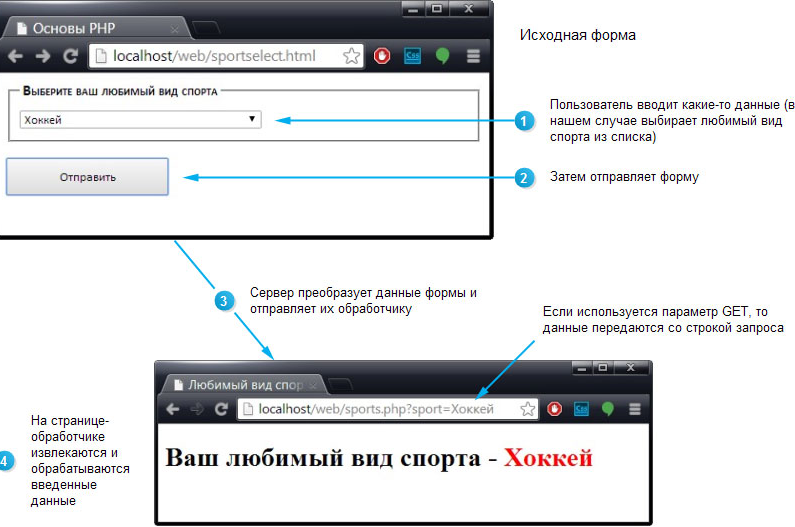 Основы PHP
localhost/web/sportselect.html
Css
Исходная форма
Выберите ваш любимый вид спорта
Хоккей
1
Пользователь вводит какие-то данные (в
нашем случае выбирает любимый вид
спорта из списка)
Отправить
2
Затем отправляет форму
3
Сервер преобразует данные формы и
отправляет их обработчику
Если используется параметр GET, то
данные передаются со строкой запроса
Любимый вид спор
localhost/web/sports.php?sport=Хоккей
Css
4
На странице-
обработчике
извлекаются и
обрабатываются
введенные
данные
Ваш любимый вид спорта - Хоккей